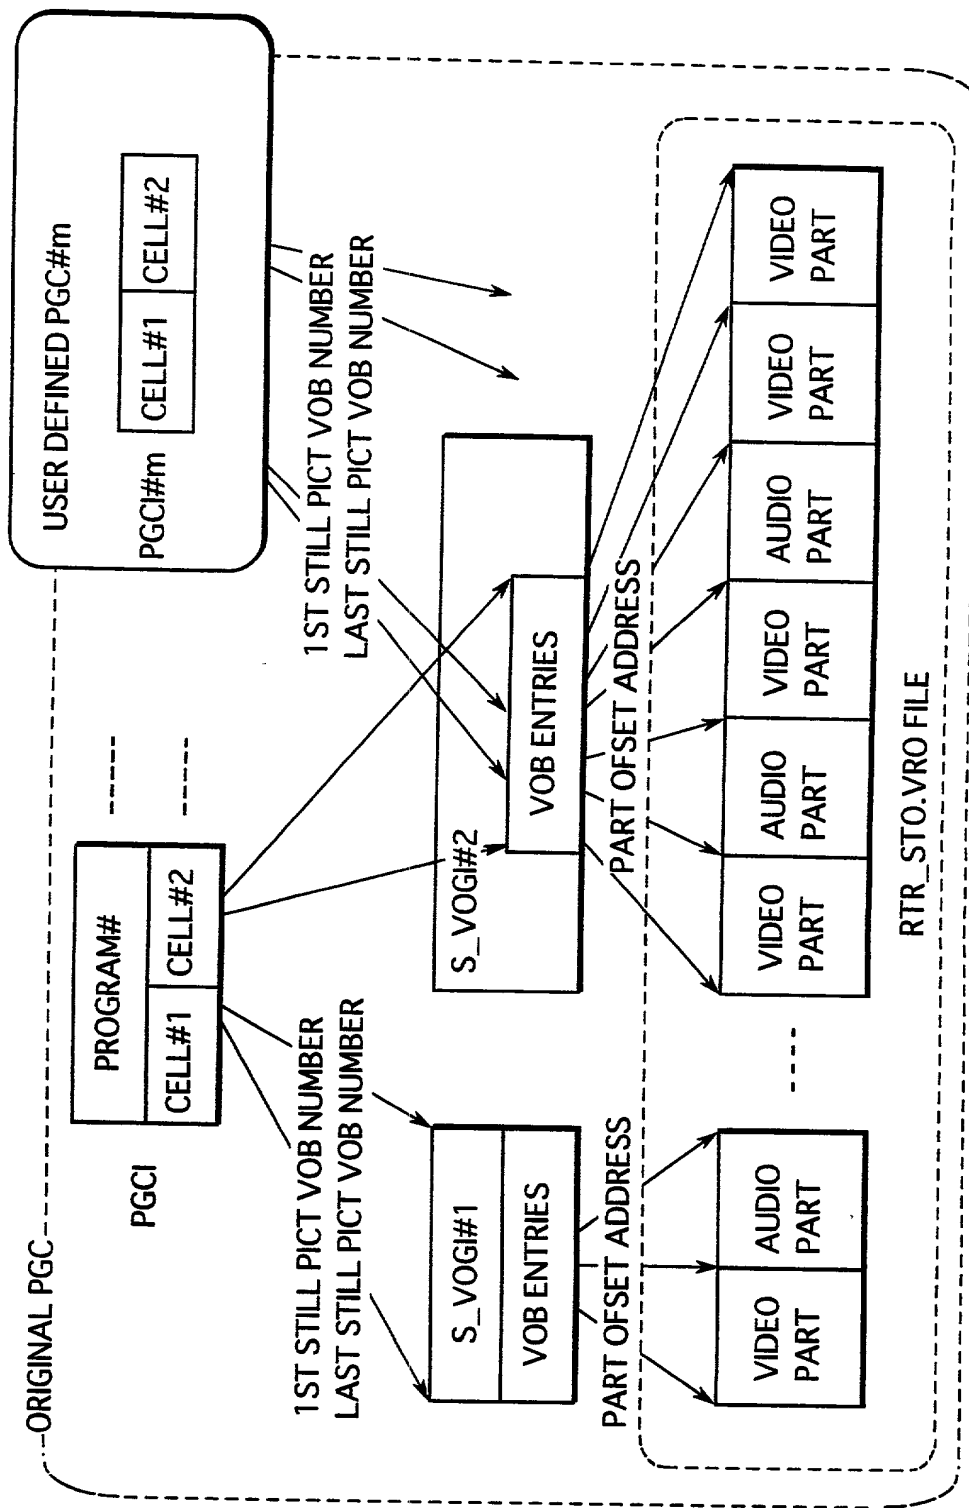 ORIGINAL PGC
USER DEFINED PGC#m
PGCI#m
CELL#1
CELL#2
PGCI
PROGRAM#
CELL#1
CELL#2
1ST STILL PICT VOB NUMBER
LAST STILL PICT VOB NUMBER
1ST STILL PICT VOB NUMBER
LAST STILL PICT VOB NUMBER
S_VOGI#1
VOB ENTRIES
S_VOGI#2
VOB ENTRIES
PART OFSET ADDRESS
PART OFSET ADDRESS
VIDEO
PART
AUDIO
PART
VIDEO
PART
AUDIO
PART
VIDEO
PART
AUDIO
PART
VIDEO
PART
VIDEO
PART
RTR_STO.VRO FILE